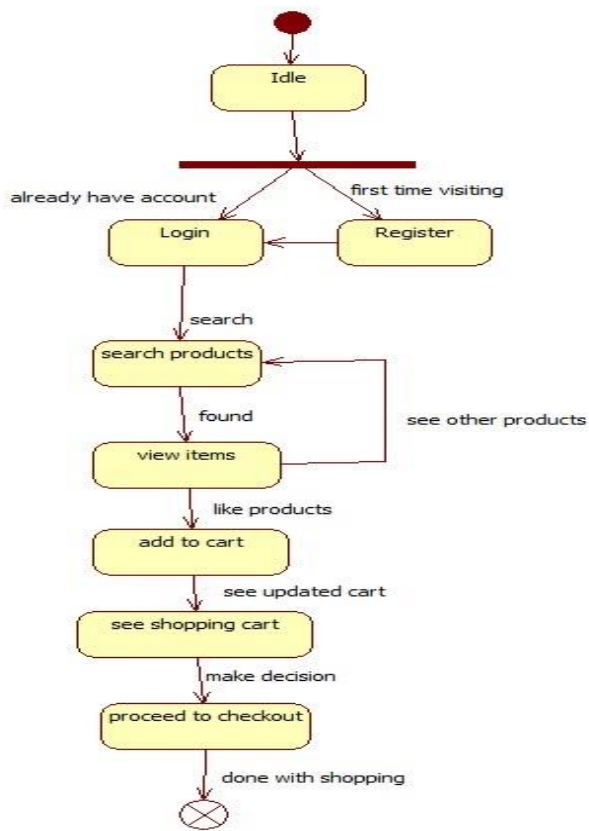 Idle
already have account
first time visiting
Login
Register
search
search products
found
see other products
view items
like products
add to cart
see updated cart
see shopping cart
make decision
proceed to checkout
done with shopping